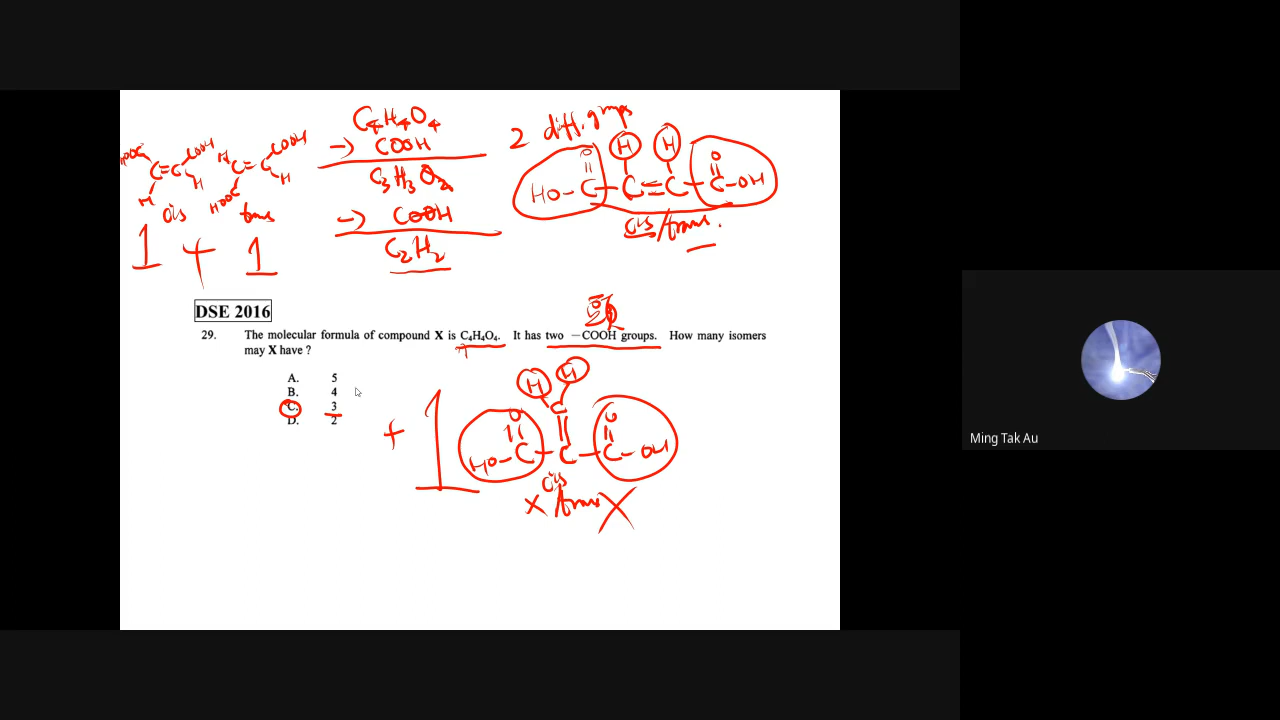 C4H4O4
-> COOH
C3H3O2
-> COOH
C2H2
HOOC COOH
C=C
H H
cis
H COOH
C=C
HOOC H
trans
1 + 1
2 diff. groups
H H
O O
HO-C-C=C-C-OH
cis/trans.
DSE 2016
頭
29. The molecular formula of compound X is C₄H₄O₄. It has two —COOH groups. How many isomers
may X have ?
A. 5
B. 4
C. 3
D. 2
+ 1
H H
C
O O
HO-C-C-C-OH
cis
X /trans X
Ming Tak Au